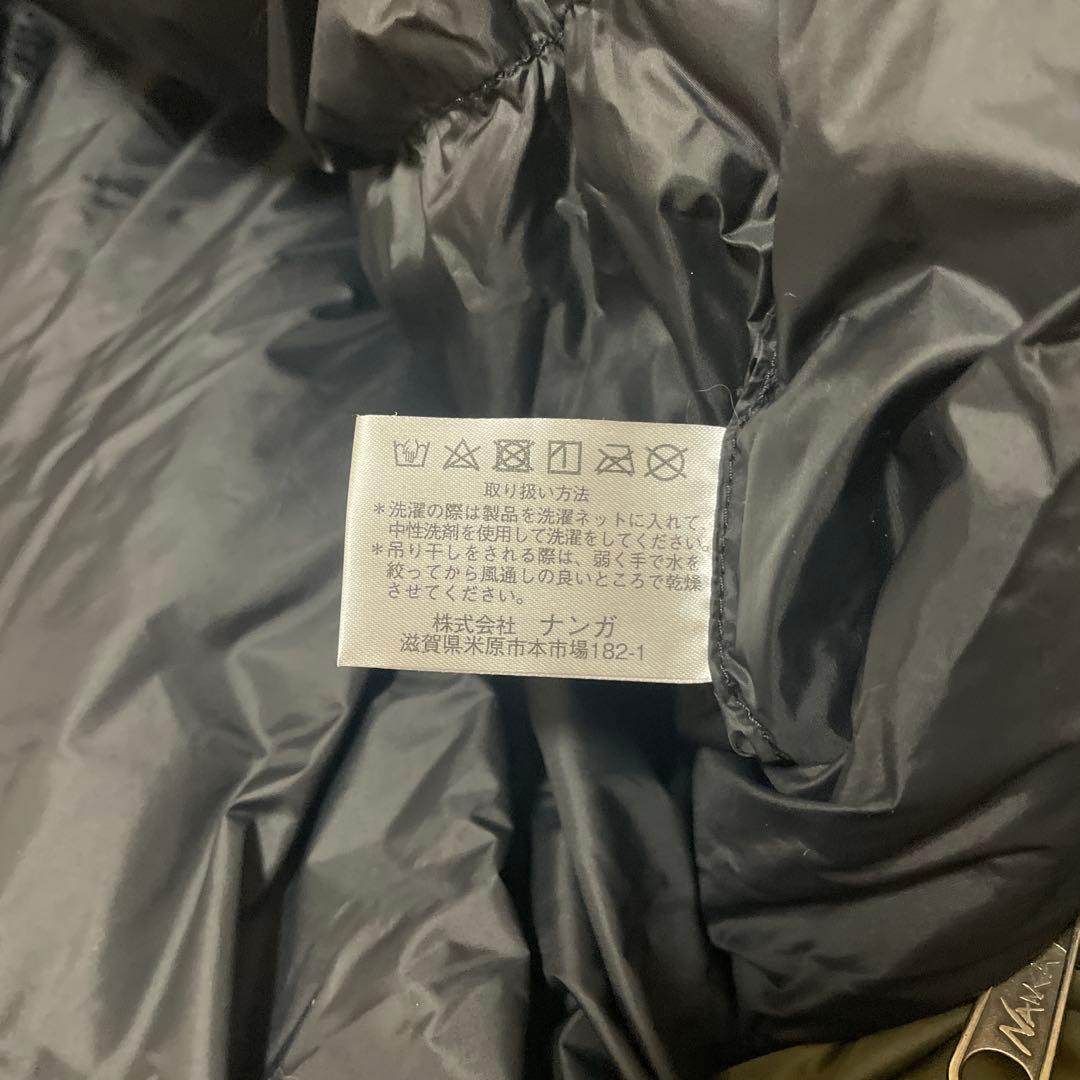 取り扱い方法
*洗濯の際は製品を洗濯ネットに入れて、
中性洗剤を使用して洗濯をしてください。
*吊り干しをされる際は、弱く手で水を
絞ってから風通しの良いところで乾燥
させてください。
株式会社 ナンガ
滋賀県米原市本市場182-1